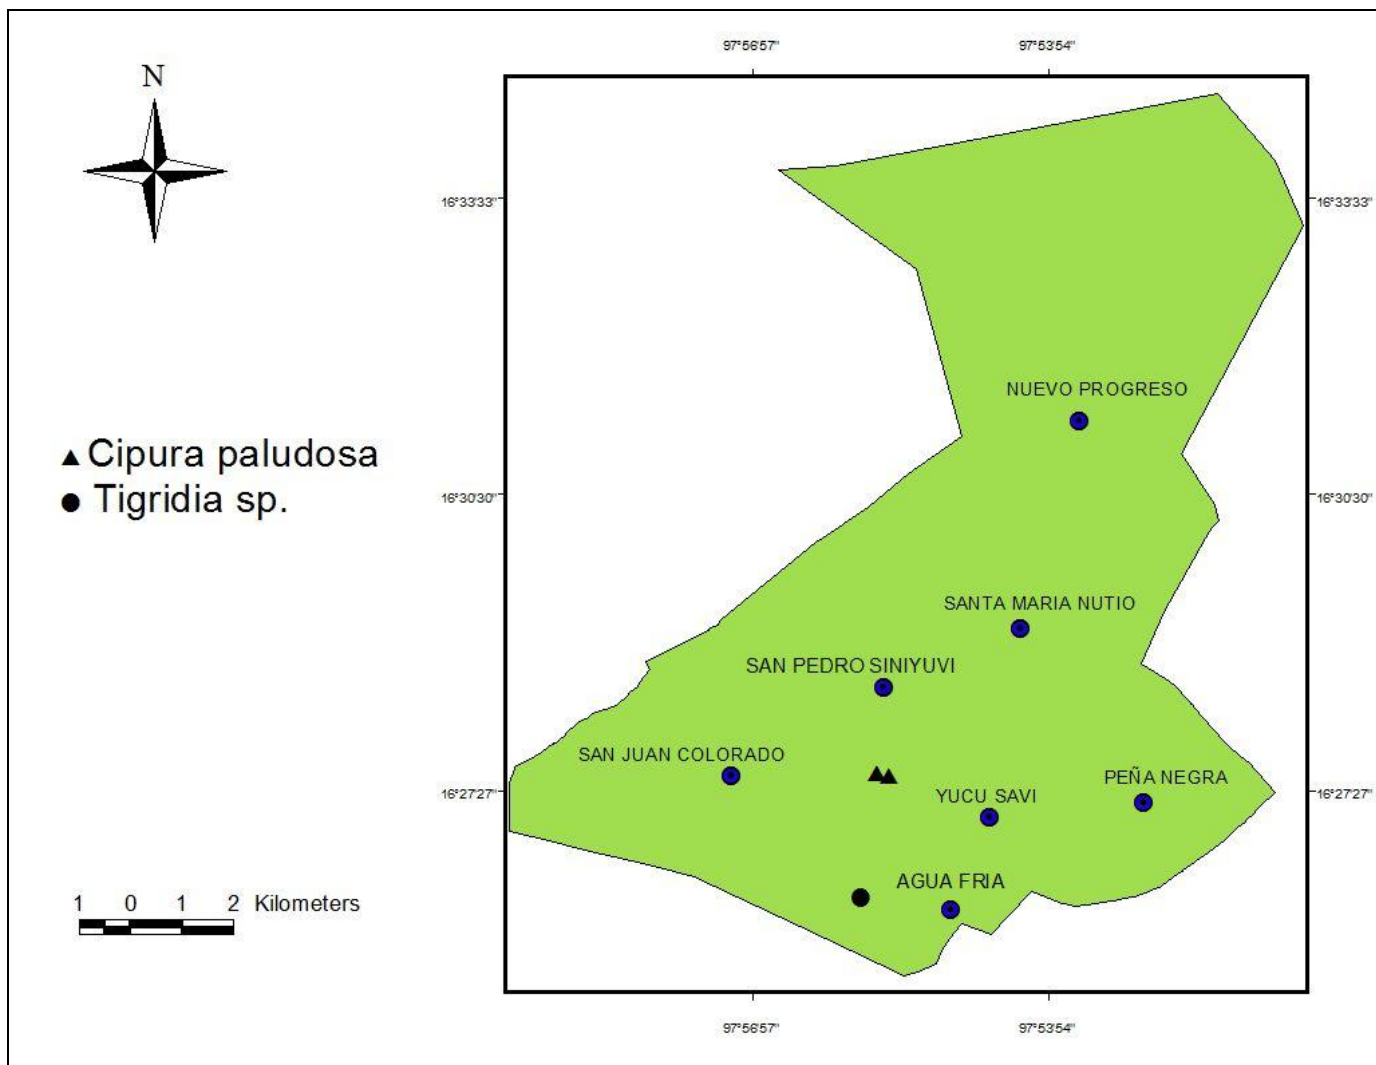 97°56'57" 97°53'54"
N
16°33'33" 16°33'33"
NUEVO PROGRESO
Cipura paludosa
Tigridia sp.
16°30'30" 16°30'30"
SANTA MARIA NUTIO
SAN PEDRO SINIYUVI
SAN JUAN COLORADO
PEÑA NEGRA
16°27'27" 16°27'27"
YUCU SAVI
AGUA FRIA
1 0 1 2 Kilometers
97°56'57" 97°53'54"